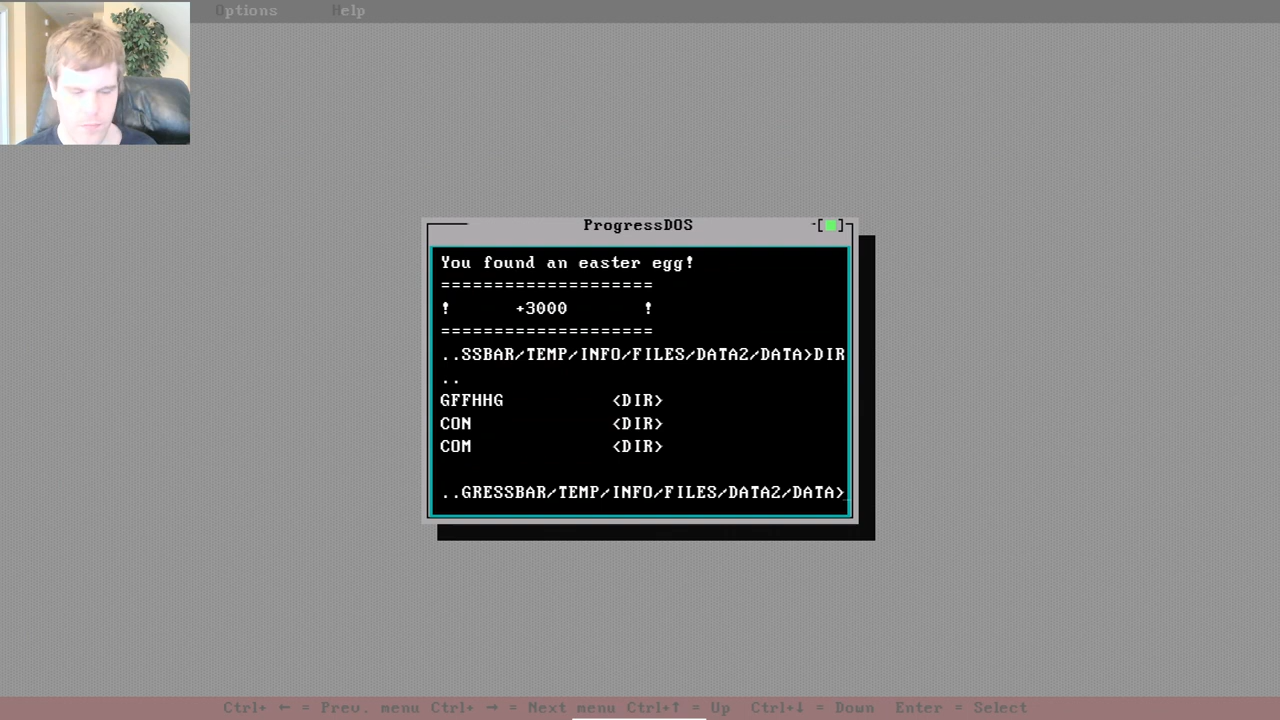 Options Help
ProgressDOS
You found an easter egg!
====================
! +3000 !
====================
..SSBAR/TEMP/INFO/FILES/DATA2/DATA>DIR
..
GFFHHG <DIR>
CON <DIR>
COM <DIR>
..GRESSBAR/TEMP/INFO/FILES/DATA2/DATA>_
Ctrl+ ← = Prev. menu Ctrl+ → = Next menu Ctrl+↑ = Up Ctrl+↓ = Down Enter = Select